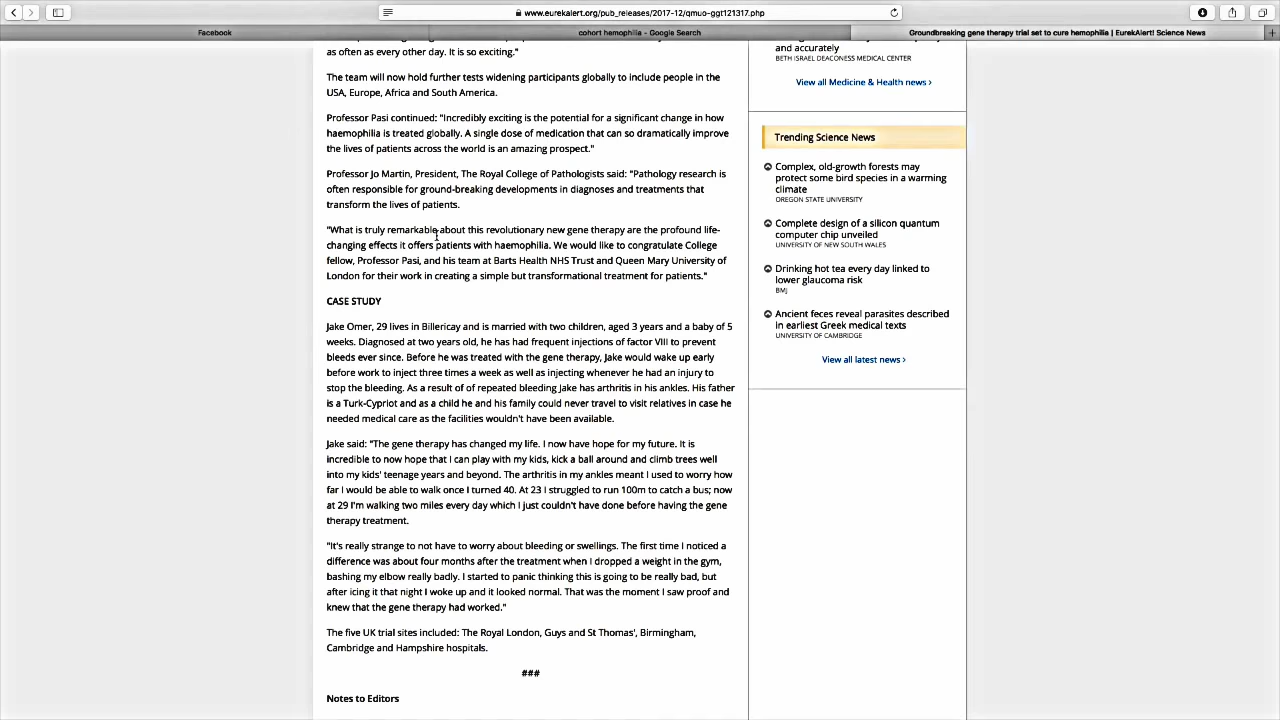 www.eurekalert.org/pub_releases/2017-12/qmuo-ggt121317.php
Facebook
cohort hemophilia - Google Search
Groundbreaking gene therapy trial set to cure hemophilia | EurekAlert! Science News
as often as every other day. It is so exciting."
The team will now hold further tests widening participants globally to include people in the
USA, Europe, Africa and South America.
Professor Pasi continued: "Incredibly exciting is the potential for a significant change in how
haemophilia is treated globally. A single dose of medication that can so dramatically improve
the lives of patients across the world is an amazing prospect."
Professor Jo Martin, President, The Royal College of Pathologists said: "Pathology research is
often responsible for ground-breaking developments in diagnoses and treatments that
transform the lives of patients.
"What is truly remarkable about this revolutionary new gene therapy are the profound life-
changing effects it offers patients with haemophilia. We would like to congratulate College
fellow, Professor Pasi, and his team at Barts Health NHS Trust and Queen Mary University of
London for their work in creating a simple but transformational treatment for patients."
CASE STUDY
Jake Omer, 29 lives in Billericay and is married with two children, aged 3 years and a baby of 5
weeks. Diagnosed at two years old, he has had frequent injections of factor VIII to prevent
bleeds ever since. Before he was treated with the gene therapy, Jake would wake up early
before work to inject three times a week as well as injecting whenever he had an injury to
stop the bleeding. As a result of of repeated bleeding Jake has arthritis in his ankles. His father
is a Turk-Cypriot and as a child he and his family could never travel to visit relatives in case he
needed medical care as the facilities wouldn't have been available.
Jake said: "The gene therapy has changed my life. I now have hope for my future. It is
incredible to now hope that I can play with my kids, kick a ball around and climb trees well
into my kids' teenage years and beyond. The arthritis in my ankles meant I used to worry how
far I would be able to walk once I turned 40. At 23 I struggled to run 100m to catch a bus; now
at 29 I'm walking two miles every day which I just couldn't have done before having the gene
therapy treatment.
"It's really strange to not have to worry about bleeding or swellings. The first time I noticed a
difference was about four months after the treatment when I dropped a weight in the gym,
bashing my elbow really badly. I started to panic thinking this is going to be really bad, but
after icing it that night I woke up and it looked normal. That was the moment I saw proof and
knew that the gene therapy had worked."
The five UK trial sites included: The Royal London, Guys and St Thomas', Birmingham,
Cambridge and Hampshire hospitals.
###
Notes to Editors
and accurately
BETH ISRAEL DEACONESS MEDICAL CENTER
View all Medicine & Health news ›
Trending Science News
Complex, old-growth forests may
protect some bird species in a warming
climate
OREGON STATE UNIVERSITY
Complete design of a silicon quantum
computer chip unveiled
UNIVERSITY OF NEW SOUTH WALES
Drinking hot tea every day linked to
lower glaucoma risk
BMJ
Ancient feces reveal parasites described
in earliest Greek medical texts
UNIVERSITY OF CAMBRIDGE
View all latest news ›